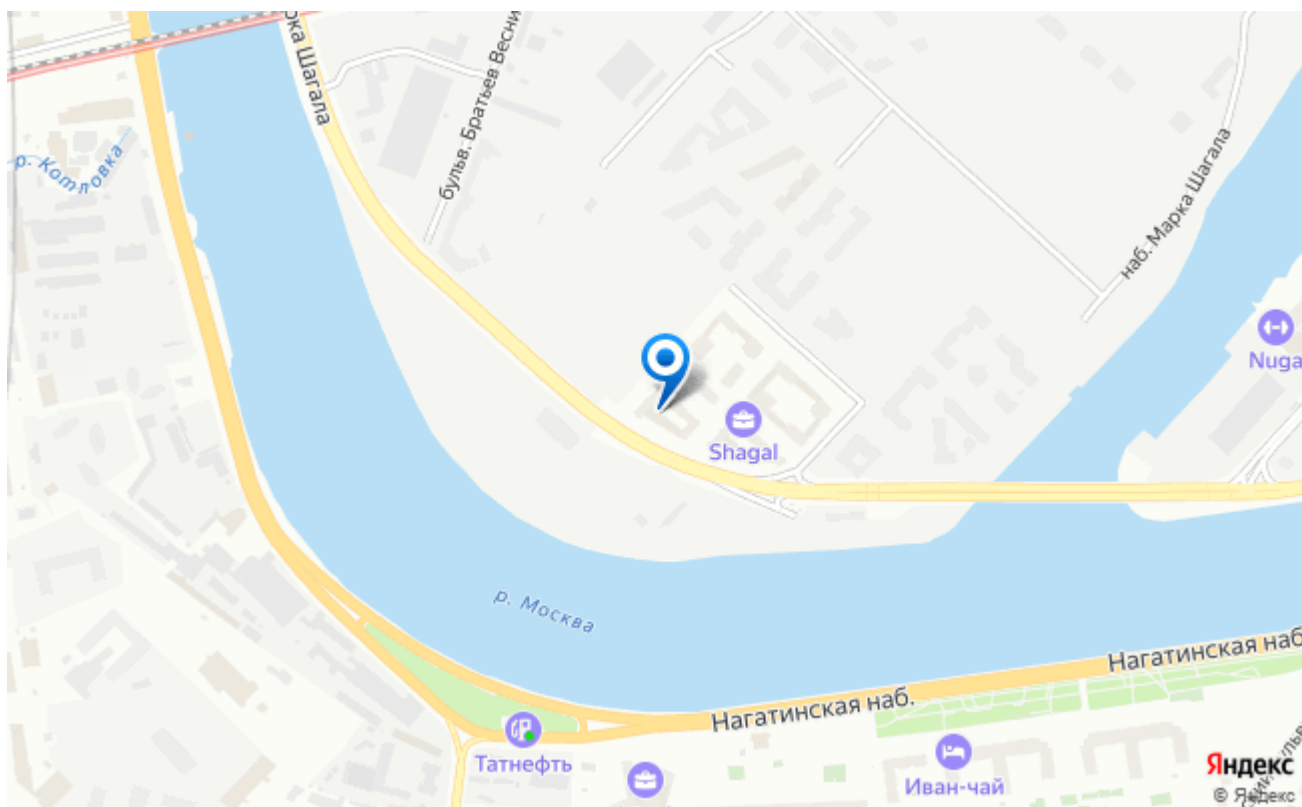 рка Шагала
бульв. Братьев Весни
р. Котловка
наб. Марка Шагала
Nuga
Shagal
р. Москва
Нагатинская наб
Нагатинская наб.
Татнефть
Иван-чай
Яндекс
© Яндекс